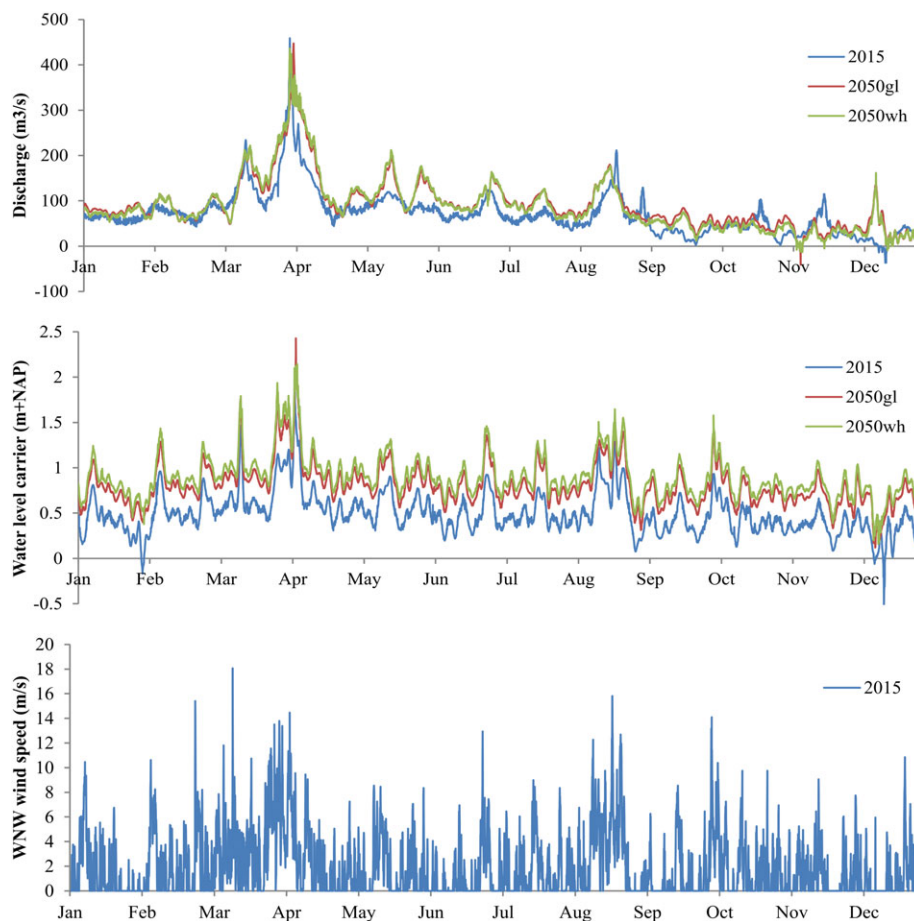 500
400
300
200
100
0
-100
Discharge (m3/s)
2015
2050gl
2050wh
Jan Feb Mar Apr May Jun Jul Aug Sep Oct Nov Dec
2.5
2
1.5
1
0.5
0
-0.5
Water level carrier (m+NAP)
2015
2050gl
2050wh
Jan Feb Mar Apr May Jun Jul Aug Sep Oct Nov Dec
20
18
16
14
12
10
8
6
4
2
0
WNW wind speed (m/s)
2015
Jan Feb Mar Apr May Jun Jul Aug Sep Oct Nov Dec